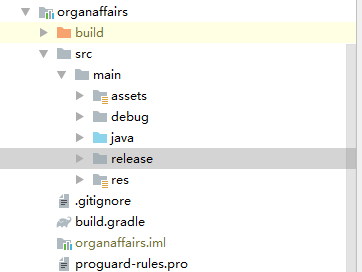 organaffairs
build
src
main
assets
debug
java
release
res
.gitignore
build.gradle
organaffairs.iml
proguard-rules.pro